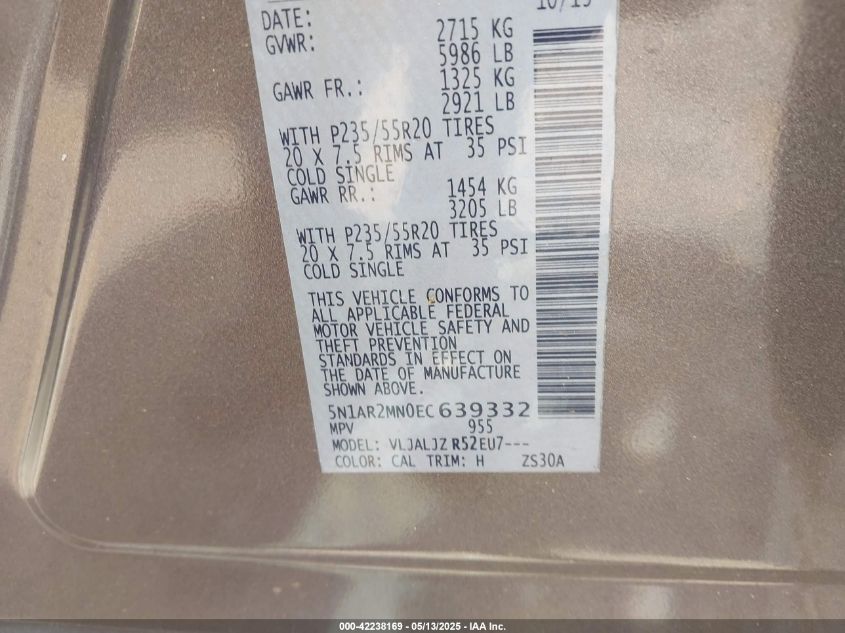 DATE:
GVWR: 2715 KG
5986 LB
GAWR FR.: 1325 KG
2921 LB
WITH P235/55R20 TIRES
20 X 7.5 RIMS AT 35 PSI
COLD SINGLE
GAWR RR.: 1454 KG
3205 LB
WITH P235/55R20 TIRES
20 X 7.5 RIMS AT 35 PSI
COLD SINGLE
THIS VEHICLE CONFORMS TO
ALL APPLICABLE FEDERAL
MOTOR VEHICLE SAFETY AND
THEFT PREVENTION
STANDARDS IN EFFECT ON
THE DATE OF MANUFACTURE
SHOWN ABOVE.
5N1AR2MN0EC639332
MPV 955
MODEL: VLJALJZ R52EU7---
COLOR: CAL TRIM: H ZS30A
000-42238169 - 05/13/2025 - IAA Inc.